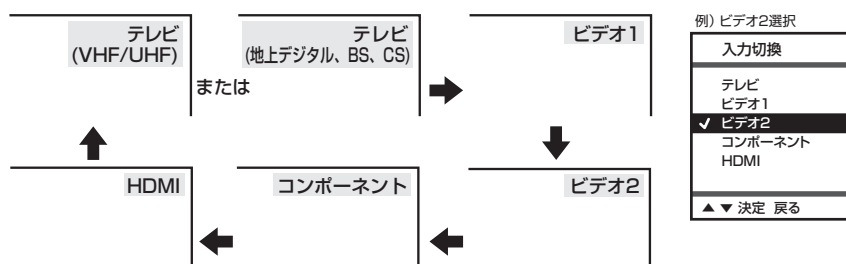 テレビ
(VHF/UHF)
または
テレビ
(地上デジタル、BS、CS)
ビデオ1
HDMI
コンポーネント
ビデオ2
例) ビデオ2選択
入力切換
テレビ
ビデオ1
✓ ビデオ2
コンポーネント
HDMI
▲▼決定 戻る